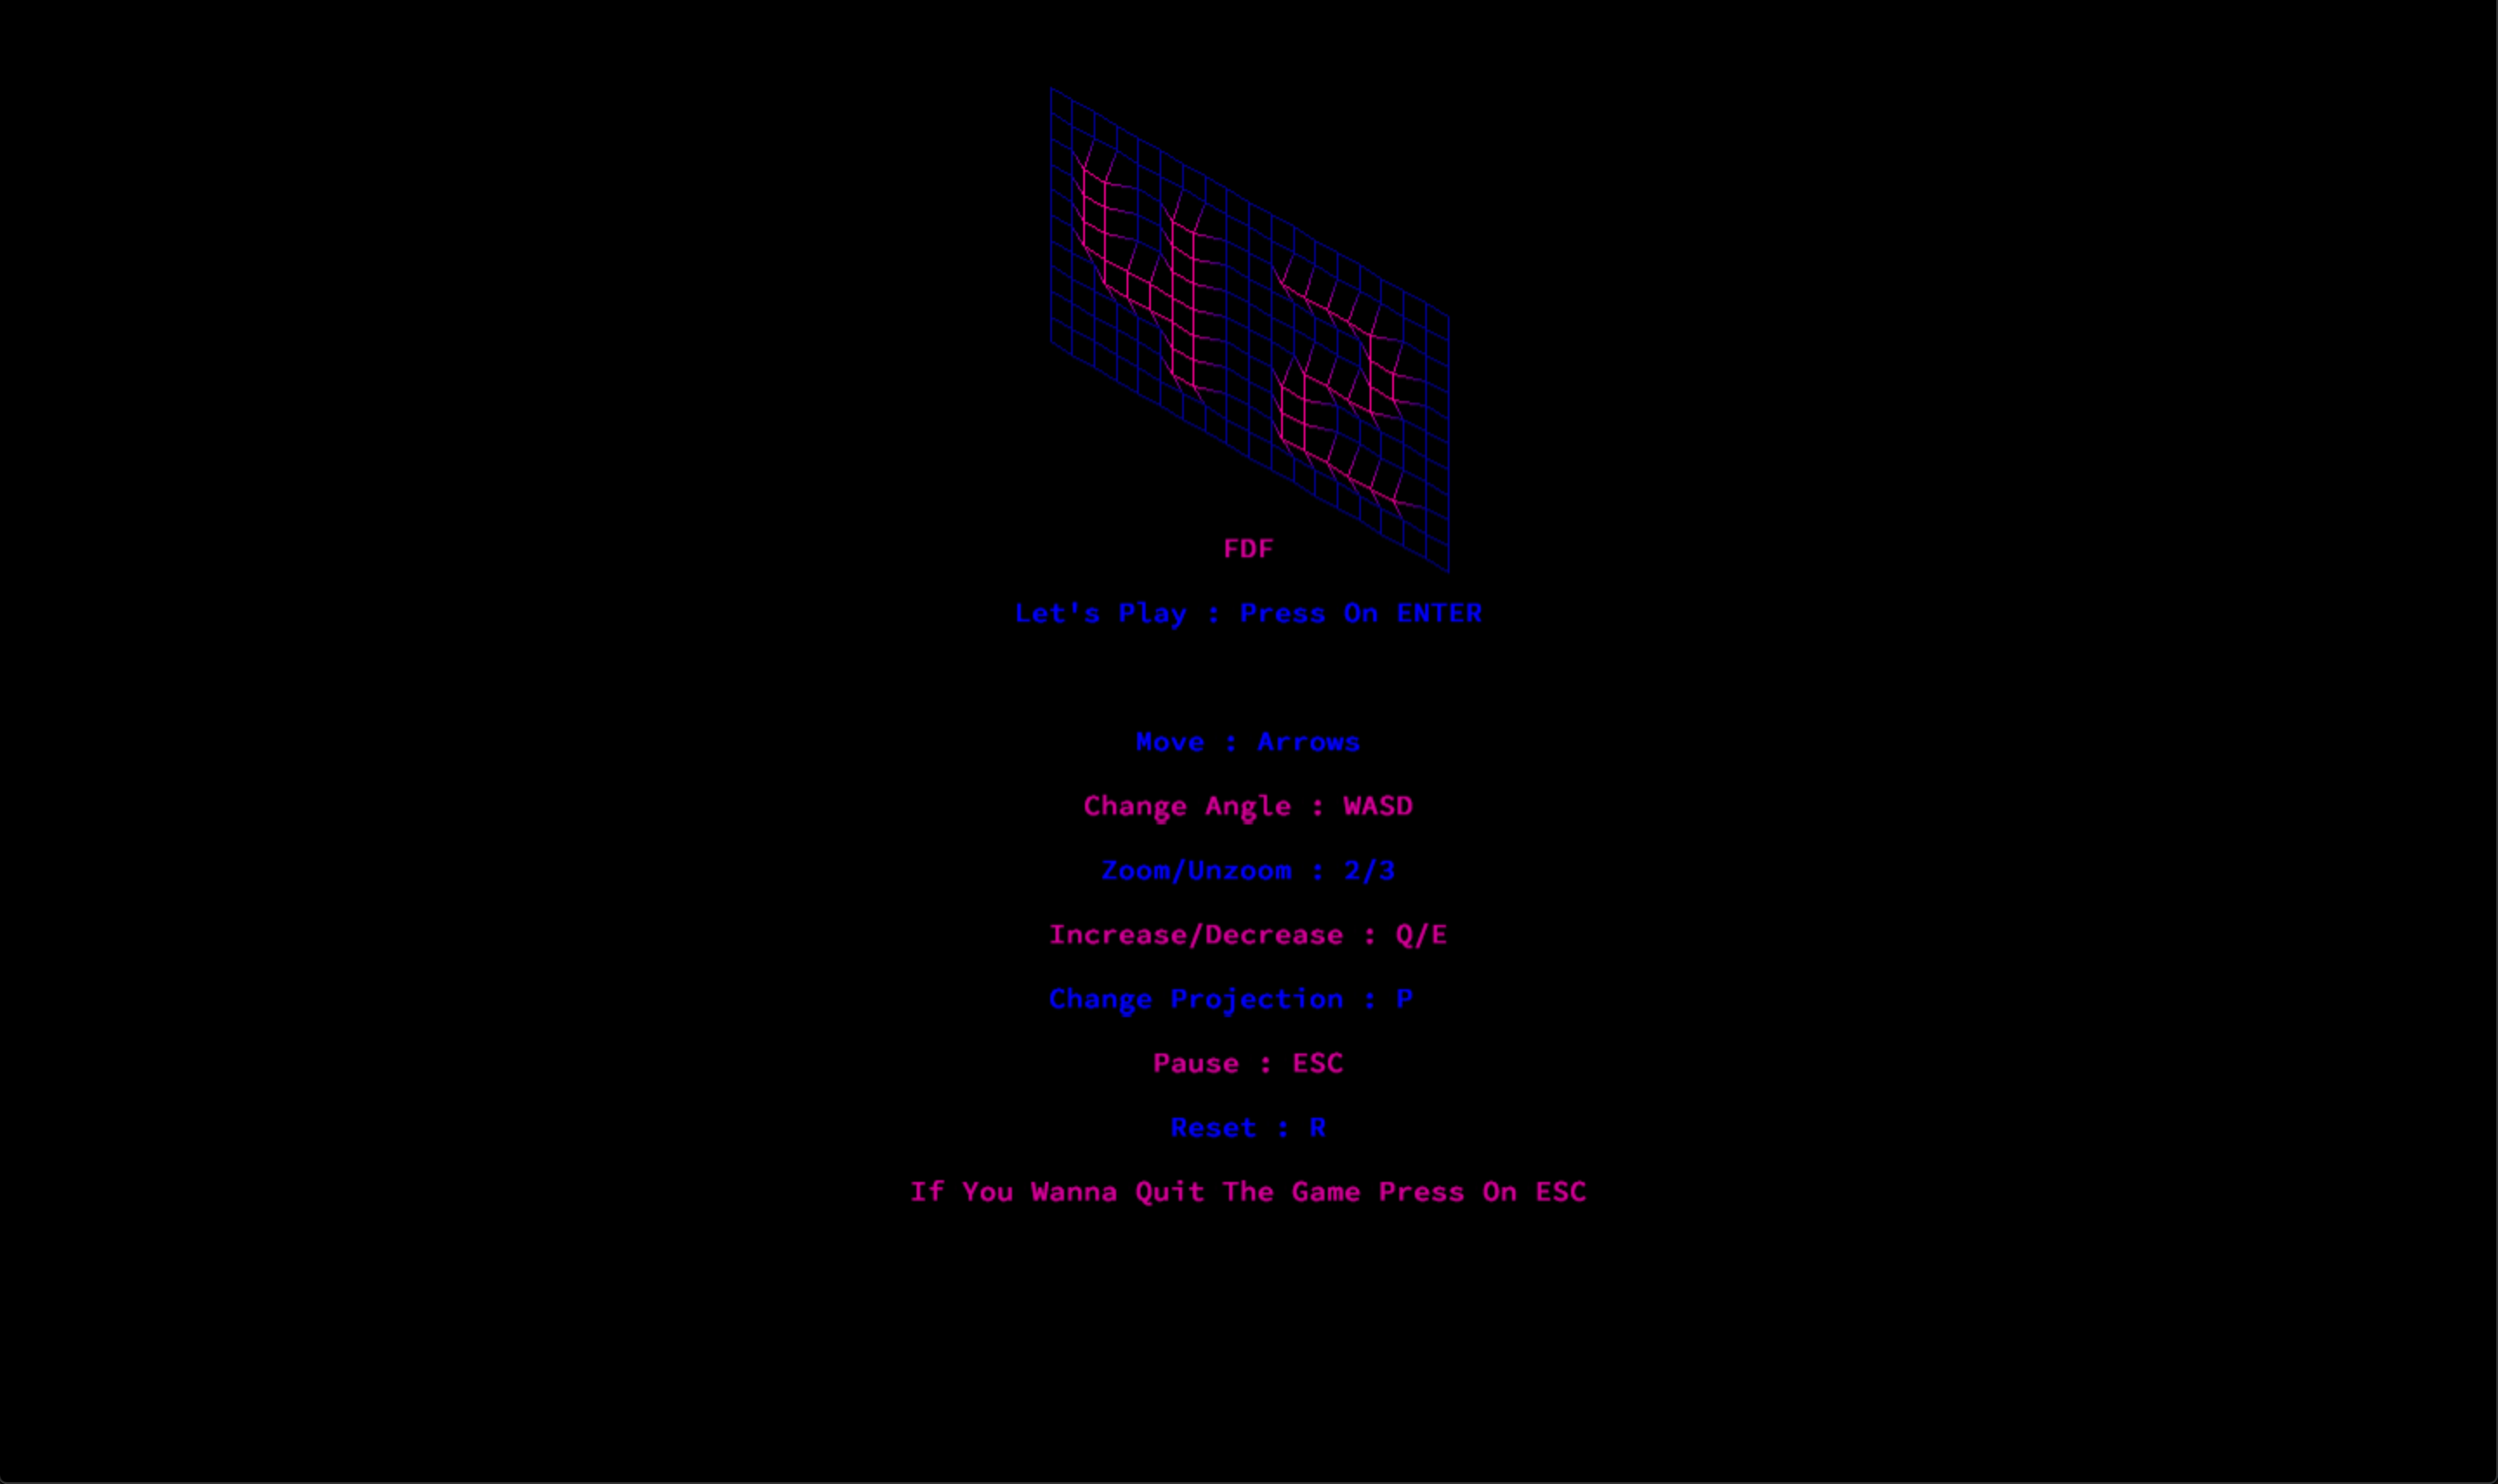 42
FDF
Let's Play : Press On ENTER
Move : Arrows
Change Angle : WASD
Zoom/Unzoom : 2/3
Increase/Decrease : Q/E
Change Projection : P
Pause : ESC
Reset : R
If You Wanna Quit The Game Press On ESC